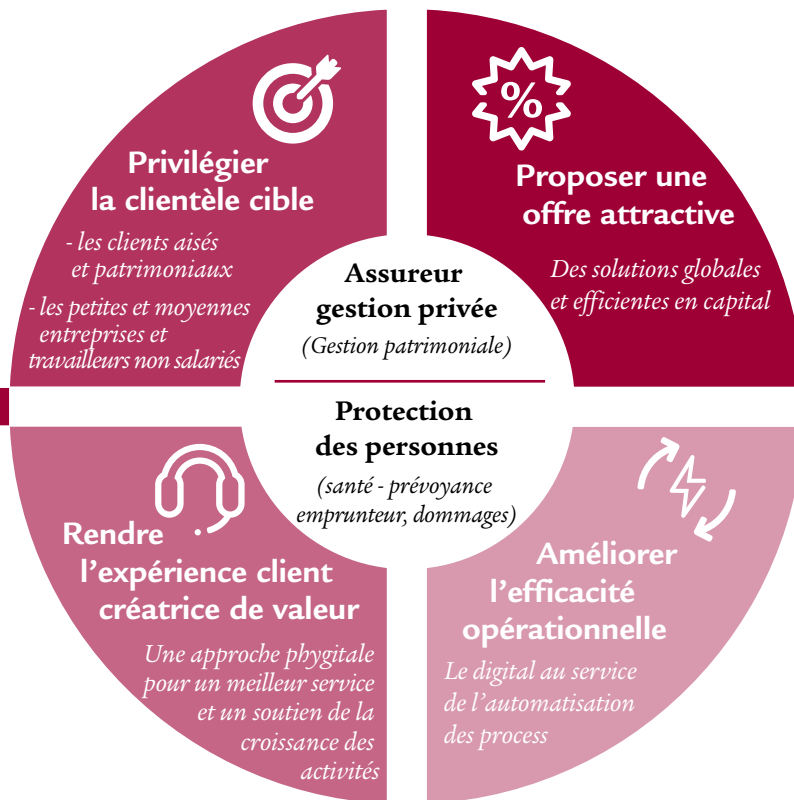 Privilégier
la clientèle cible
- les clients aisés
et patrimoniaux
- les petites et moyennes
entreprises et
travailleurs non salariés
%
Proposer une
offre attractive
Des solutions globales
et efficientes en capital
Assureur
gestion privée
(Gestion patrimoniale)
Protection
des personnes
(santé - prévoyance
emprunteur, dommages)
Rendre
l'expérience client
créatrice de valeur
Une approche phygitale
pour un meilleur service
et un soutien de la
croissance des
activités
Améliorer
l'efficacité
opérationnelle
Le digital au service
de l'automatisation
des process